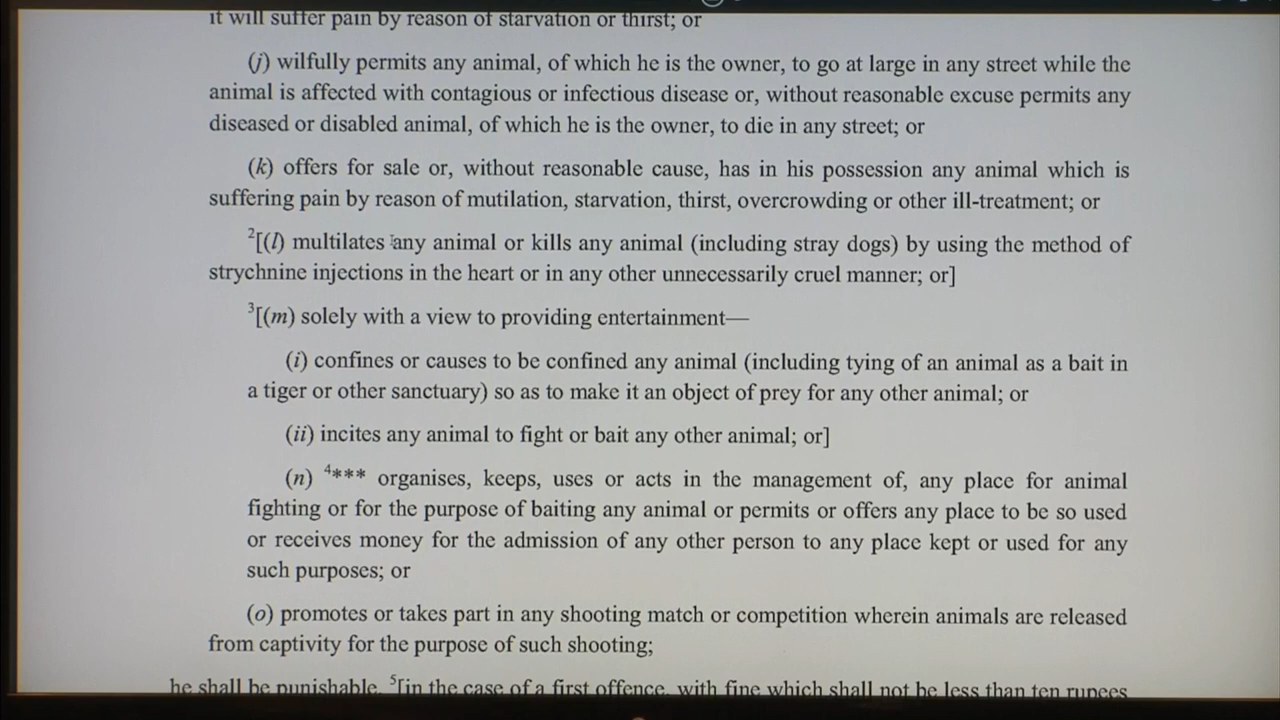 it will suffer pain by reason of starvation or thirst; or
(j) wilfully permits any animal, of which he is the owner, to go at large in any street while the
animal is affected with contagious or infectious disease or, without reasonable excuse permits any
diseased or disabled animal, of which he is the owner, to die in any street; or
(k) offers for sale or, without reasonable cause, has in his possession any animal which is
suffering pain by reason of mutilation, starvation, thirst, overcrowding or other ill-treatment; or
2[(l) multilates any animal or kills any animal (including stray dogs) by using the method of
strychnine injections in the heart or in any other unnecessarily cruel manner; or]
3[(m) solely with a view to providing entertainment—
(i) confines or causes to be confined any animal (including tying of an animal as a bait in
a tiger or other sanctuary) so as to make it an object of prey for any other animal; or
(ii) incites any animal to fight or bait any other animal; or]
(n) 4*** organises, keeps, uses or acts in the management of, any place for animal
fighting or for the purpose of baiting any animal or permits or offers any place to be so used
or receives money for the admission of any other person to any place kept or used for any
such purposes; or
(o) promotes or takes part in any shooting match or competition wherein animals are released
from captivity for the purpose of such shooting;
he shall be punishable, 5[in the case of a first offence, with fine which shall not be less than ten rupees